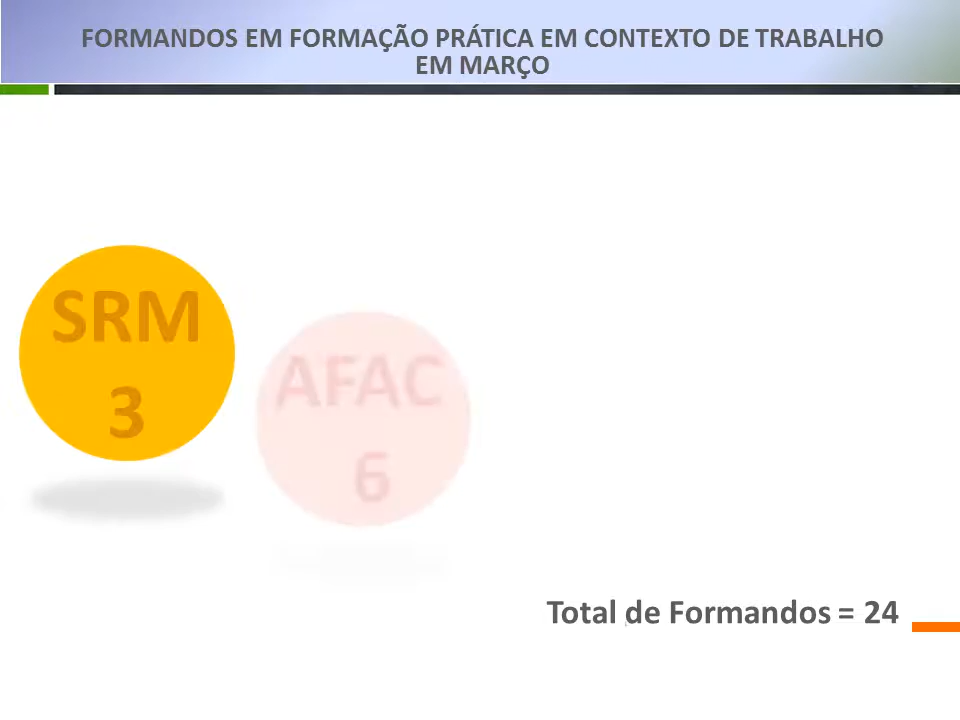 FORMANDOS EM FORMAÇÃO PRÁTICA EM CONTEXTO DE TRABALHO
EM MARÇO
SRM
3
AFAC
6
Total de Formandos = 24